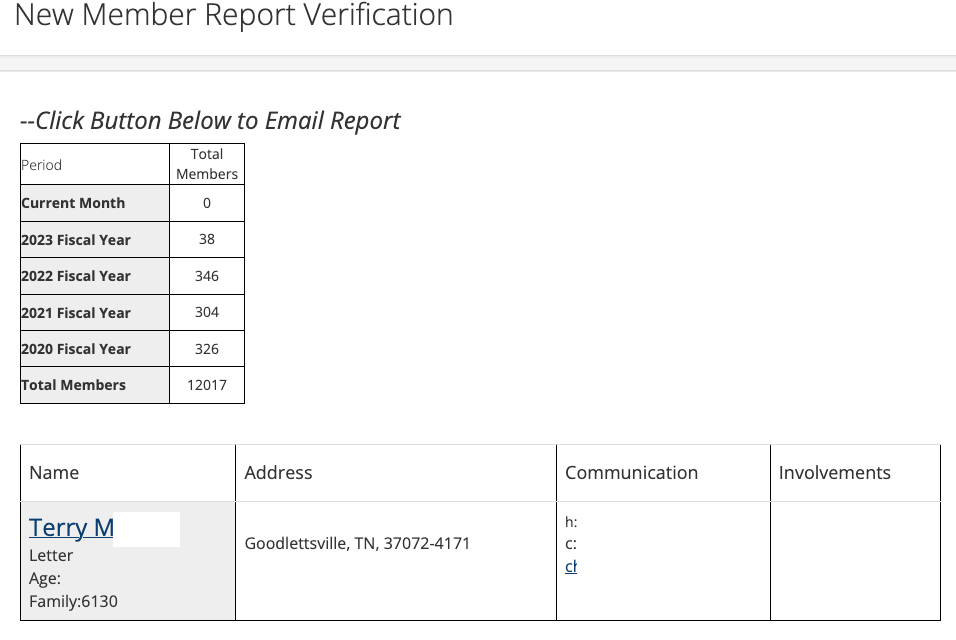 New Member Report Verification
--Click Button Below to Email Report
Period Total Members
Current Month 0
2023 Fiscal Year 38
2022 Fiscal Year 346
2021 Fiscal Year 304
2020 Fiscal Year 326
Total Members 12017
Name Address Communication Involvements
Terry M
Letter
Age:
Family:6130
Goodlettsville, TN, 37072-4171
h:
c: